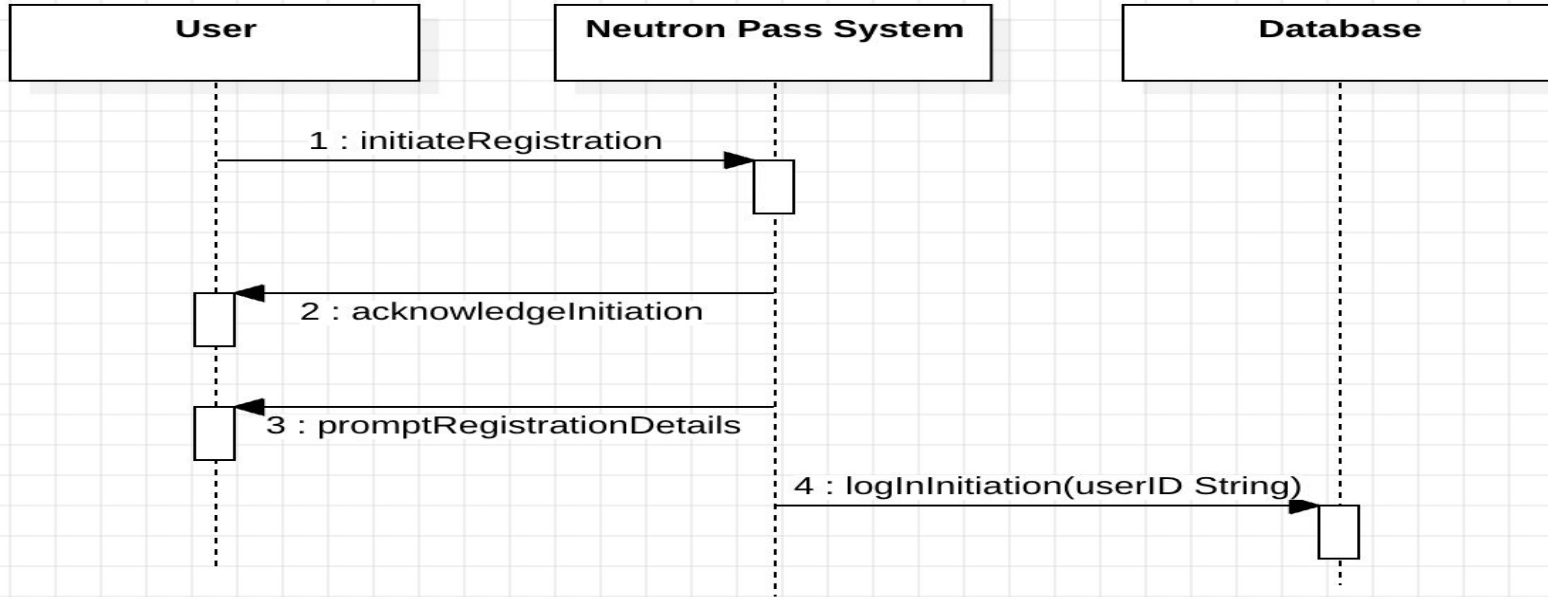 User
Neutron Pass System
Database
1 : initiateRegistration
2 : acknowledgeInitiation
3 : promptRegistrationDetails
4 : logInInitiation(userID String)